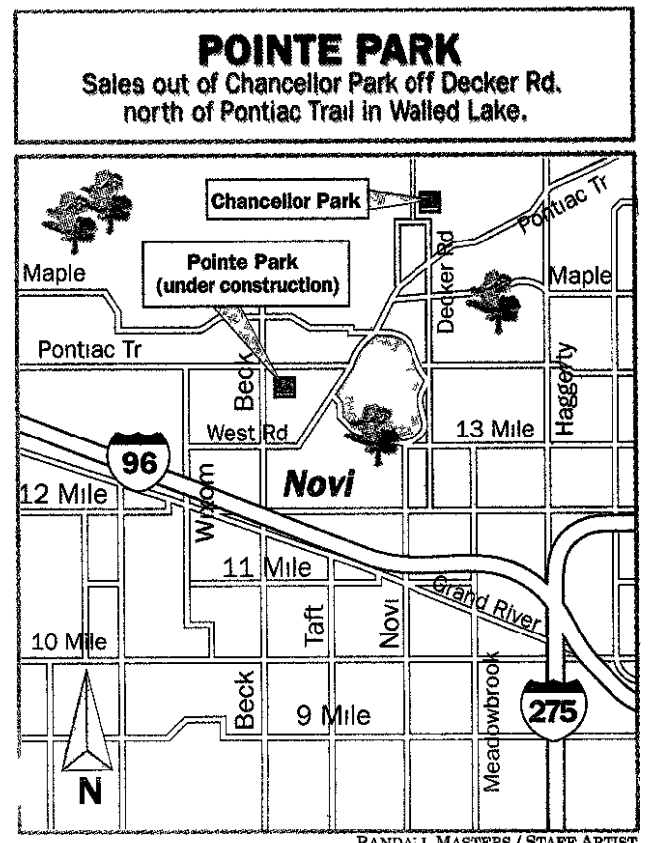 POINTE PARK
Sales out of Chancellor Park off Decker Rd.
north of Pontiac Trail in Walled Lake.
Chancellor Park
Pontiac Tr
Decker Rd
Pointe Park
(under construction)
Maple
Maple
Pontiac Tr
Beck
Haggerty
West Rd
13 Mile
96
Novi
12 Mile
Wixom
11 Mile
Grand River
Taft
Novi
10 Mile
Meadowbrook
Beck
9 Mile
275
N
RANDALL MASTERS / STAFF ARTIST